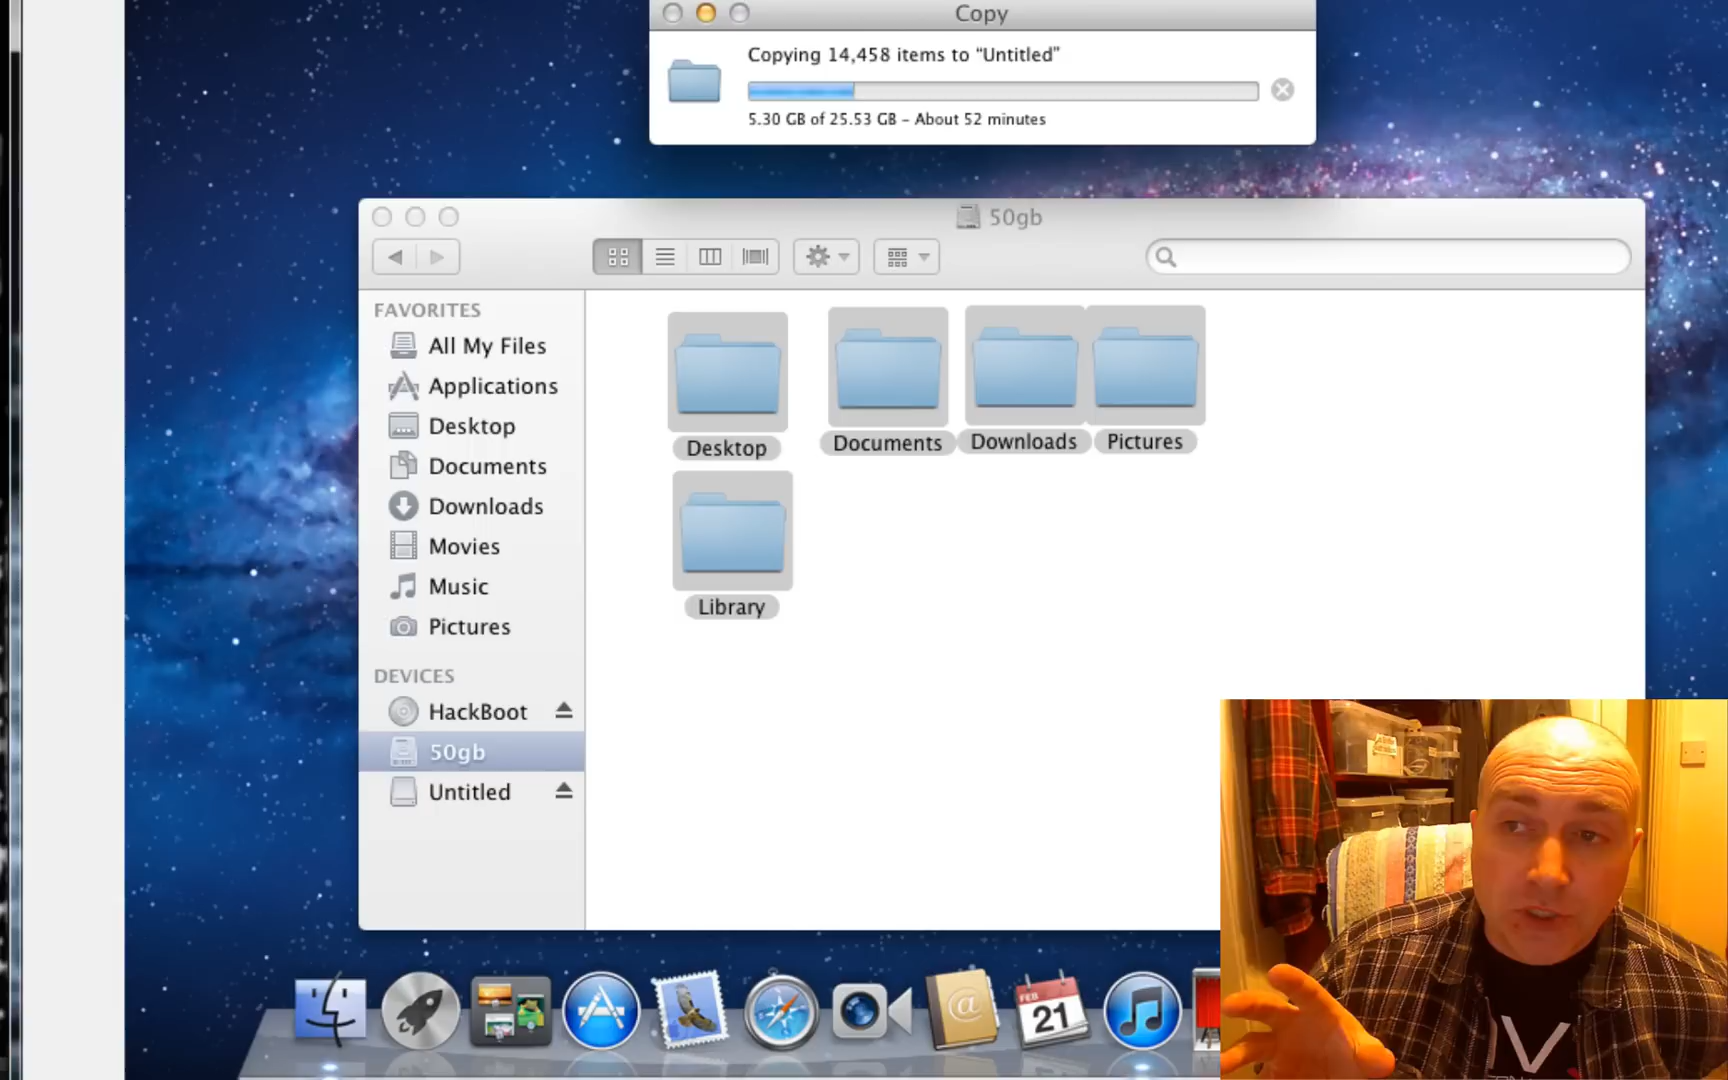 Copy
Copying 14,458 items to “Untitled”
5.30 GB of 25.53 GB – About 52 minutes
50gb
FAVORITES
All My Files
Applications
Desktop
Documents
Downloads
Movies
Music
Pictures
DEVICES
HackBoot
50gb
Untitled
Desktop
Documents
Downloads
Pictures
Library
@
FEB
21